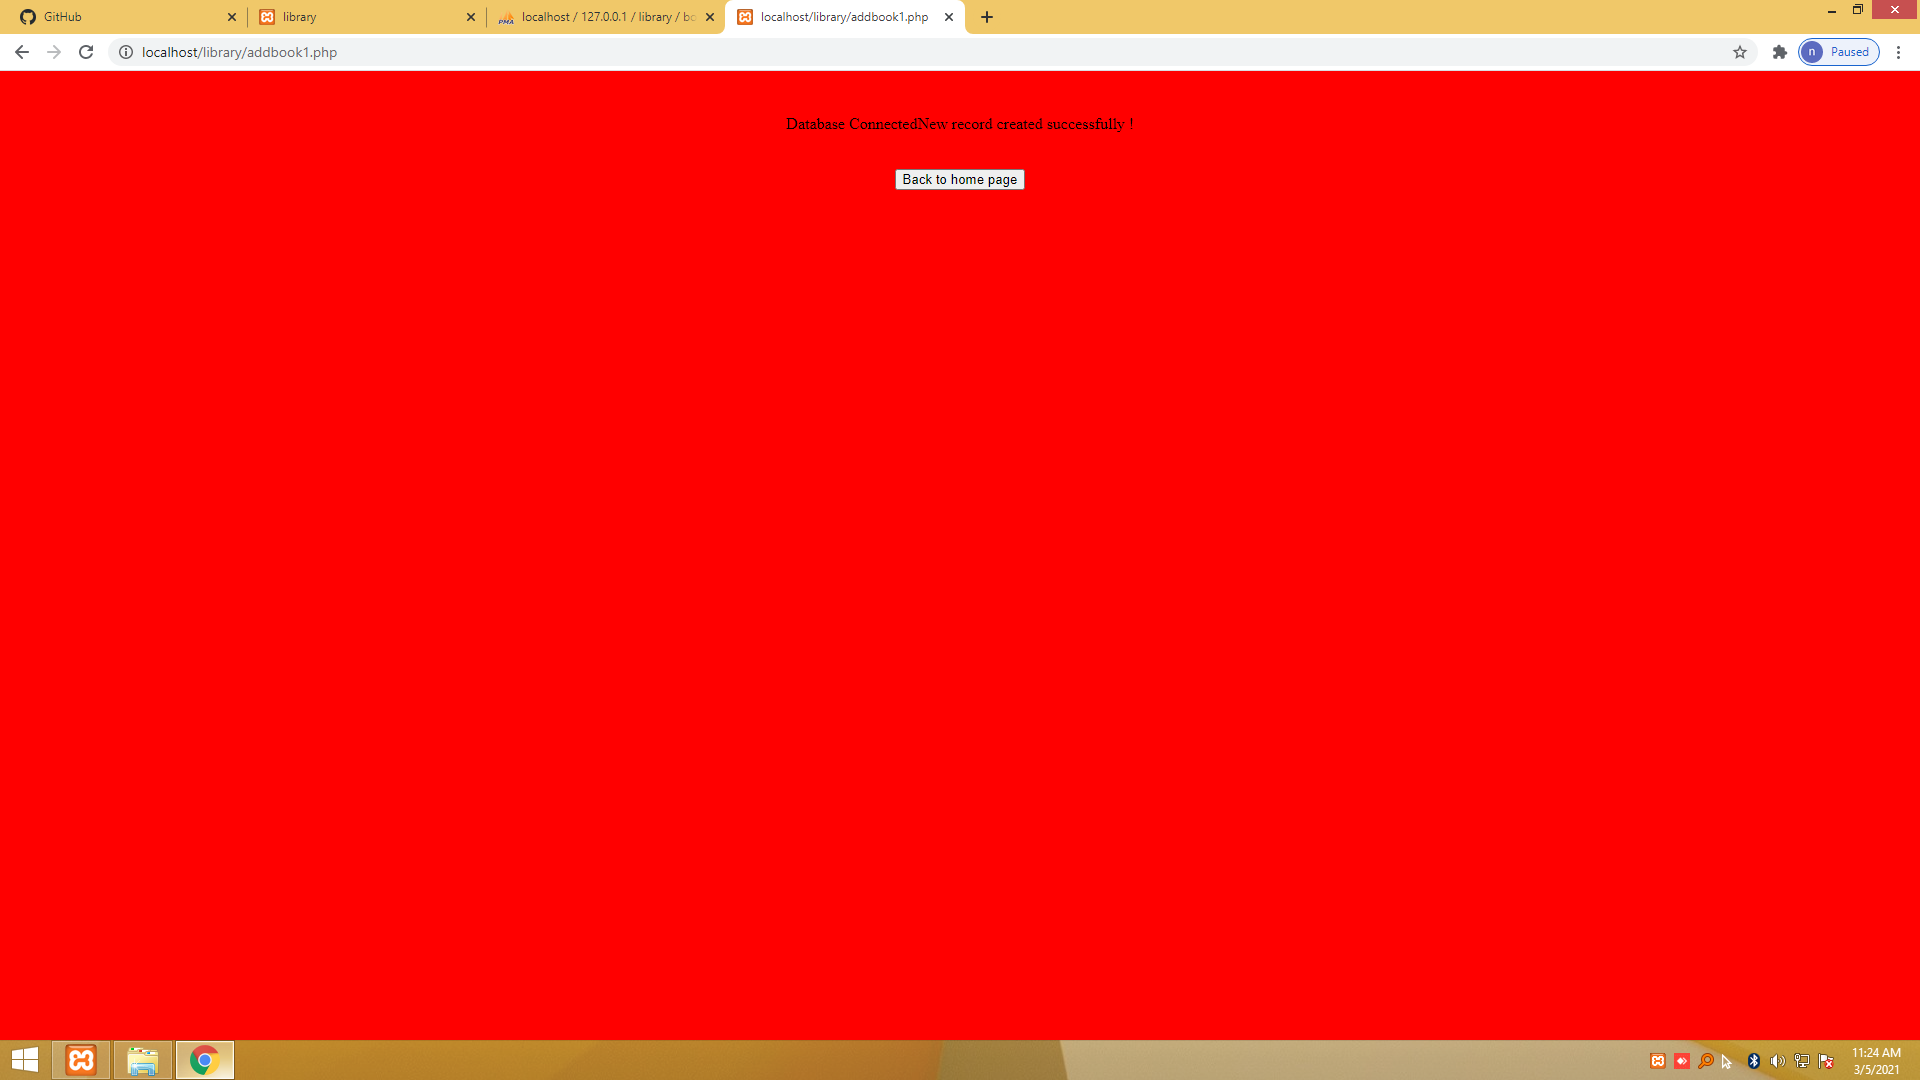 GitHub
library
localhost / 127.0.0.1 / library / bo
localhost/library/addbook1.php
localhost/library/addbook1.php
n
Paused
Database ConnectedNew record created successfully !
Back to home page
11:24 AM
3/5/2021